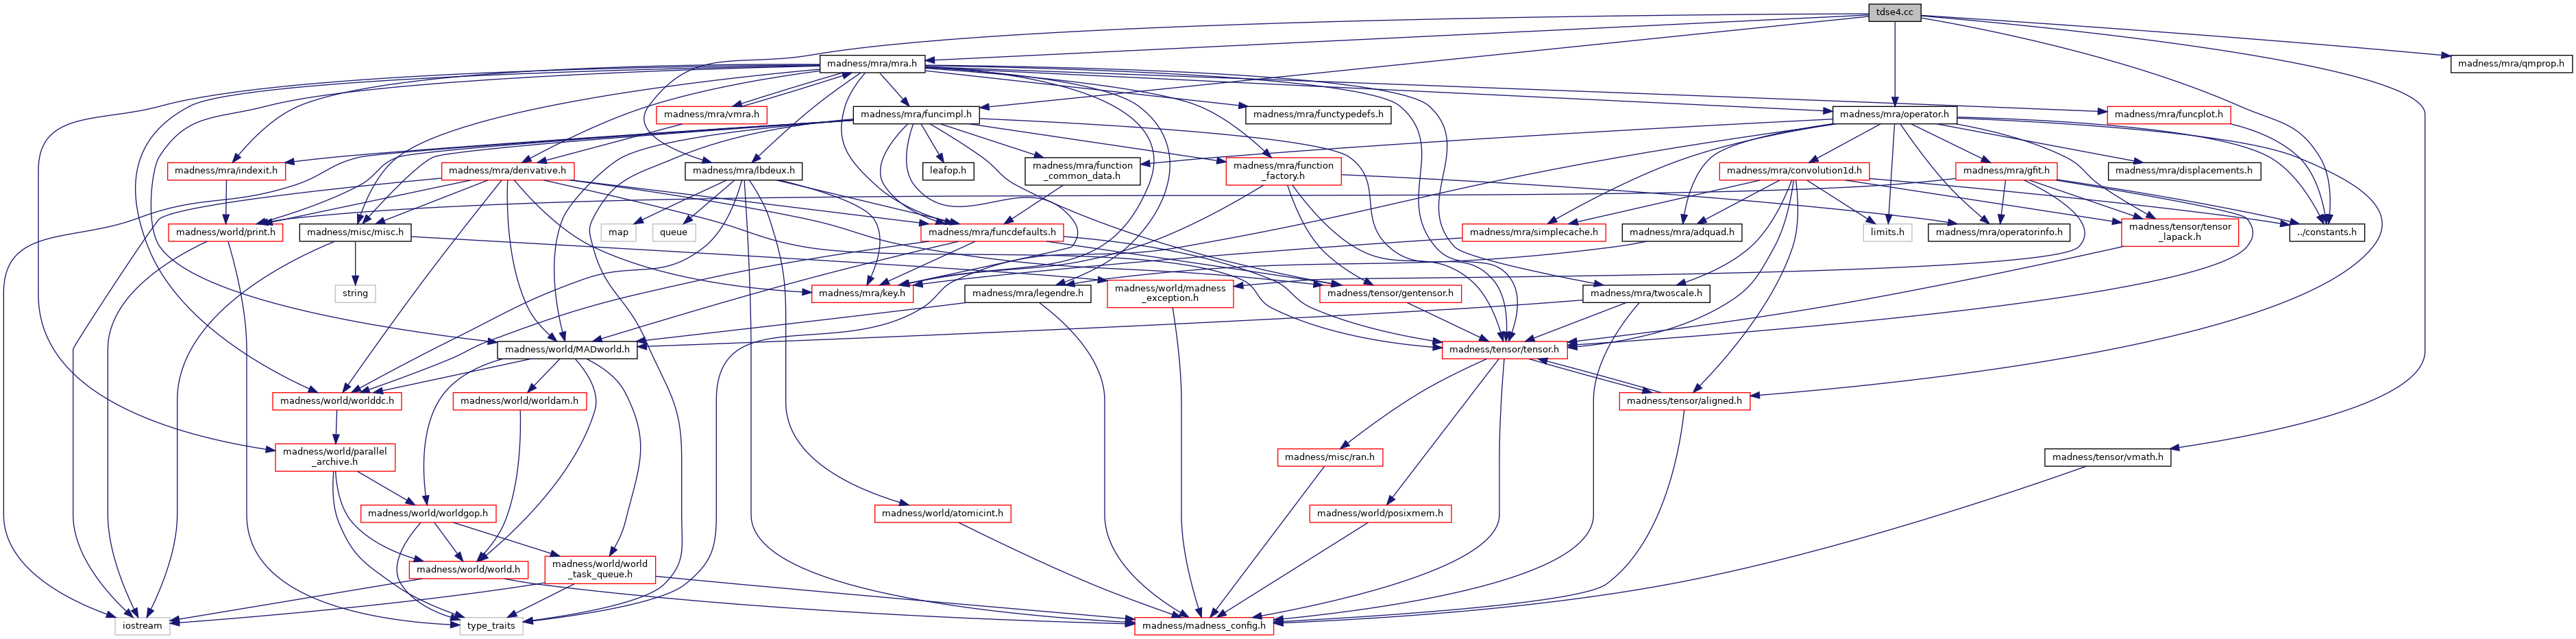 tdse4.cc
madness/mra/mra.h
madness/mra/qmprop.h
madness/mra/vmra.h
madness/mra/funcimpl.h
madness/mra/functypedefs.h
madness/mra/operator.h
madness/mra/funcplot.h
madness/mra/indexit.h
madness/mra/derivative.h
madness/mra/lbdeux.h
leafop.h
madness/mra/function
_common_data.h
madness/mra/function
_factory.h
madness/mra/convolution1d.h
madness/mra/gfit.h
madness/mra/displacements.h
madness/world/print.h
madness/misc/misc.h
map
queue
madness/mra/funcdefaults.h
madness/mra/simplecache.h
madness/mra/adquad.h
limits.h
madness/mra/operatorinfo.h
madness/tensor/tensor
_lapack.h
../constants.h
string
madness/mra/key.h
madness/mra/legendre.h
madness/world/madness
_exception.h
madness/tensor/gentensor.h
madness/mra/twoscale.h
madness/world/MADworld.h
madness/tensor/tensor.h
madness/world/worlddc.h
madness/world/worldam.h
madness/tensor/aligned.h
madness/world/parallel
_archive.h
madness/misc/ran.h
madness/tensor/vmath.h
madness/world/worldgop.h
madness/world/atomicint.h
madness/world/posixmem.h
madness/world/world.h
madness/world/world
_task_queue.h
iostream
type_traits
madness/madness_config.h